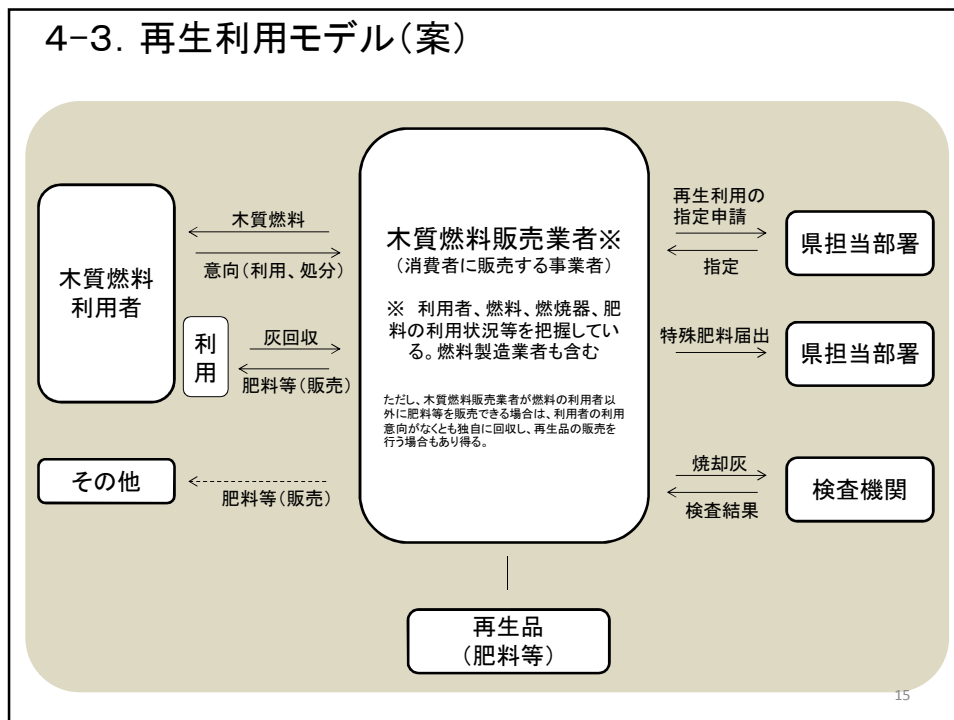 4-3．再生利用モデル（案）
木質燃料
利用者
木質燃料
意向（利用、処分）
利
用
灰回収
肥料等（販売）
その他
肥料等（販売）
木質燃料販売業者※
（消費者に販売する事業者）
※　利用者、燃料、燃焼器、肥
料の利用状況等を把握してい
る。燃料製造業者も含む
ただし、木質燃料販売業者が燃料の利用者以
外に肥料等を販売できる場合は、利用者の利用
意向がなくとも独自に回収し、再生品の販売を
行う場合もあり得る。
再生利用の
指定申請
指定
県担当部署
特殊肥料届出
県担当部署
焼却灰
検査結果
検査機関
再生品
（肥料等）
15